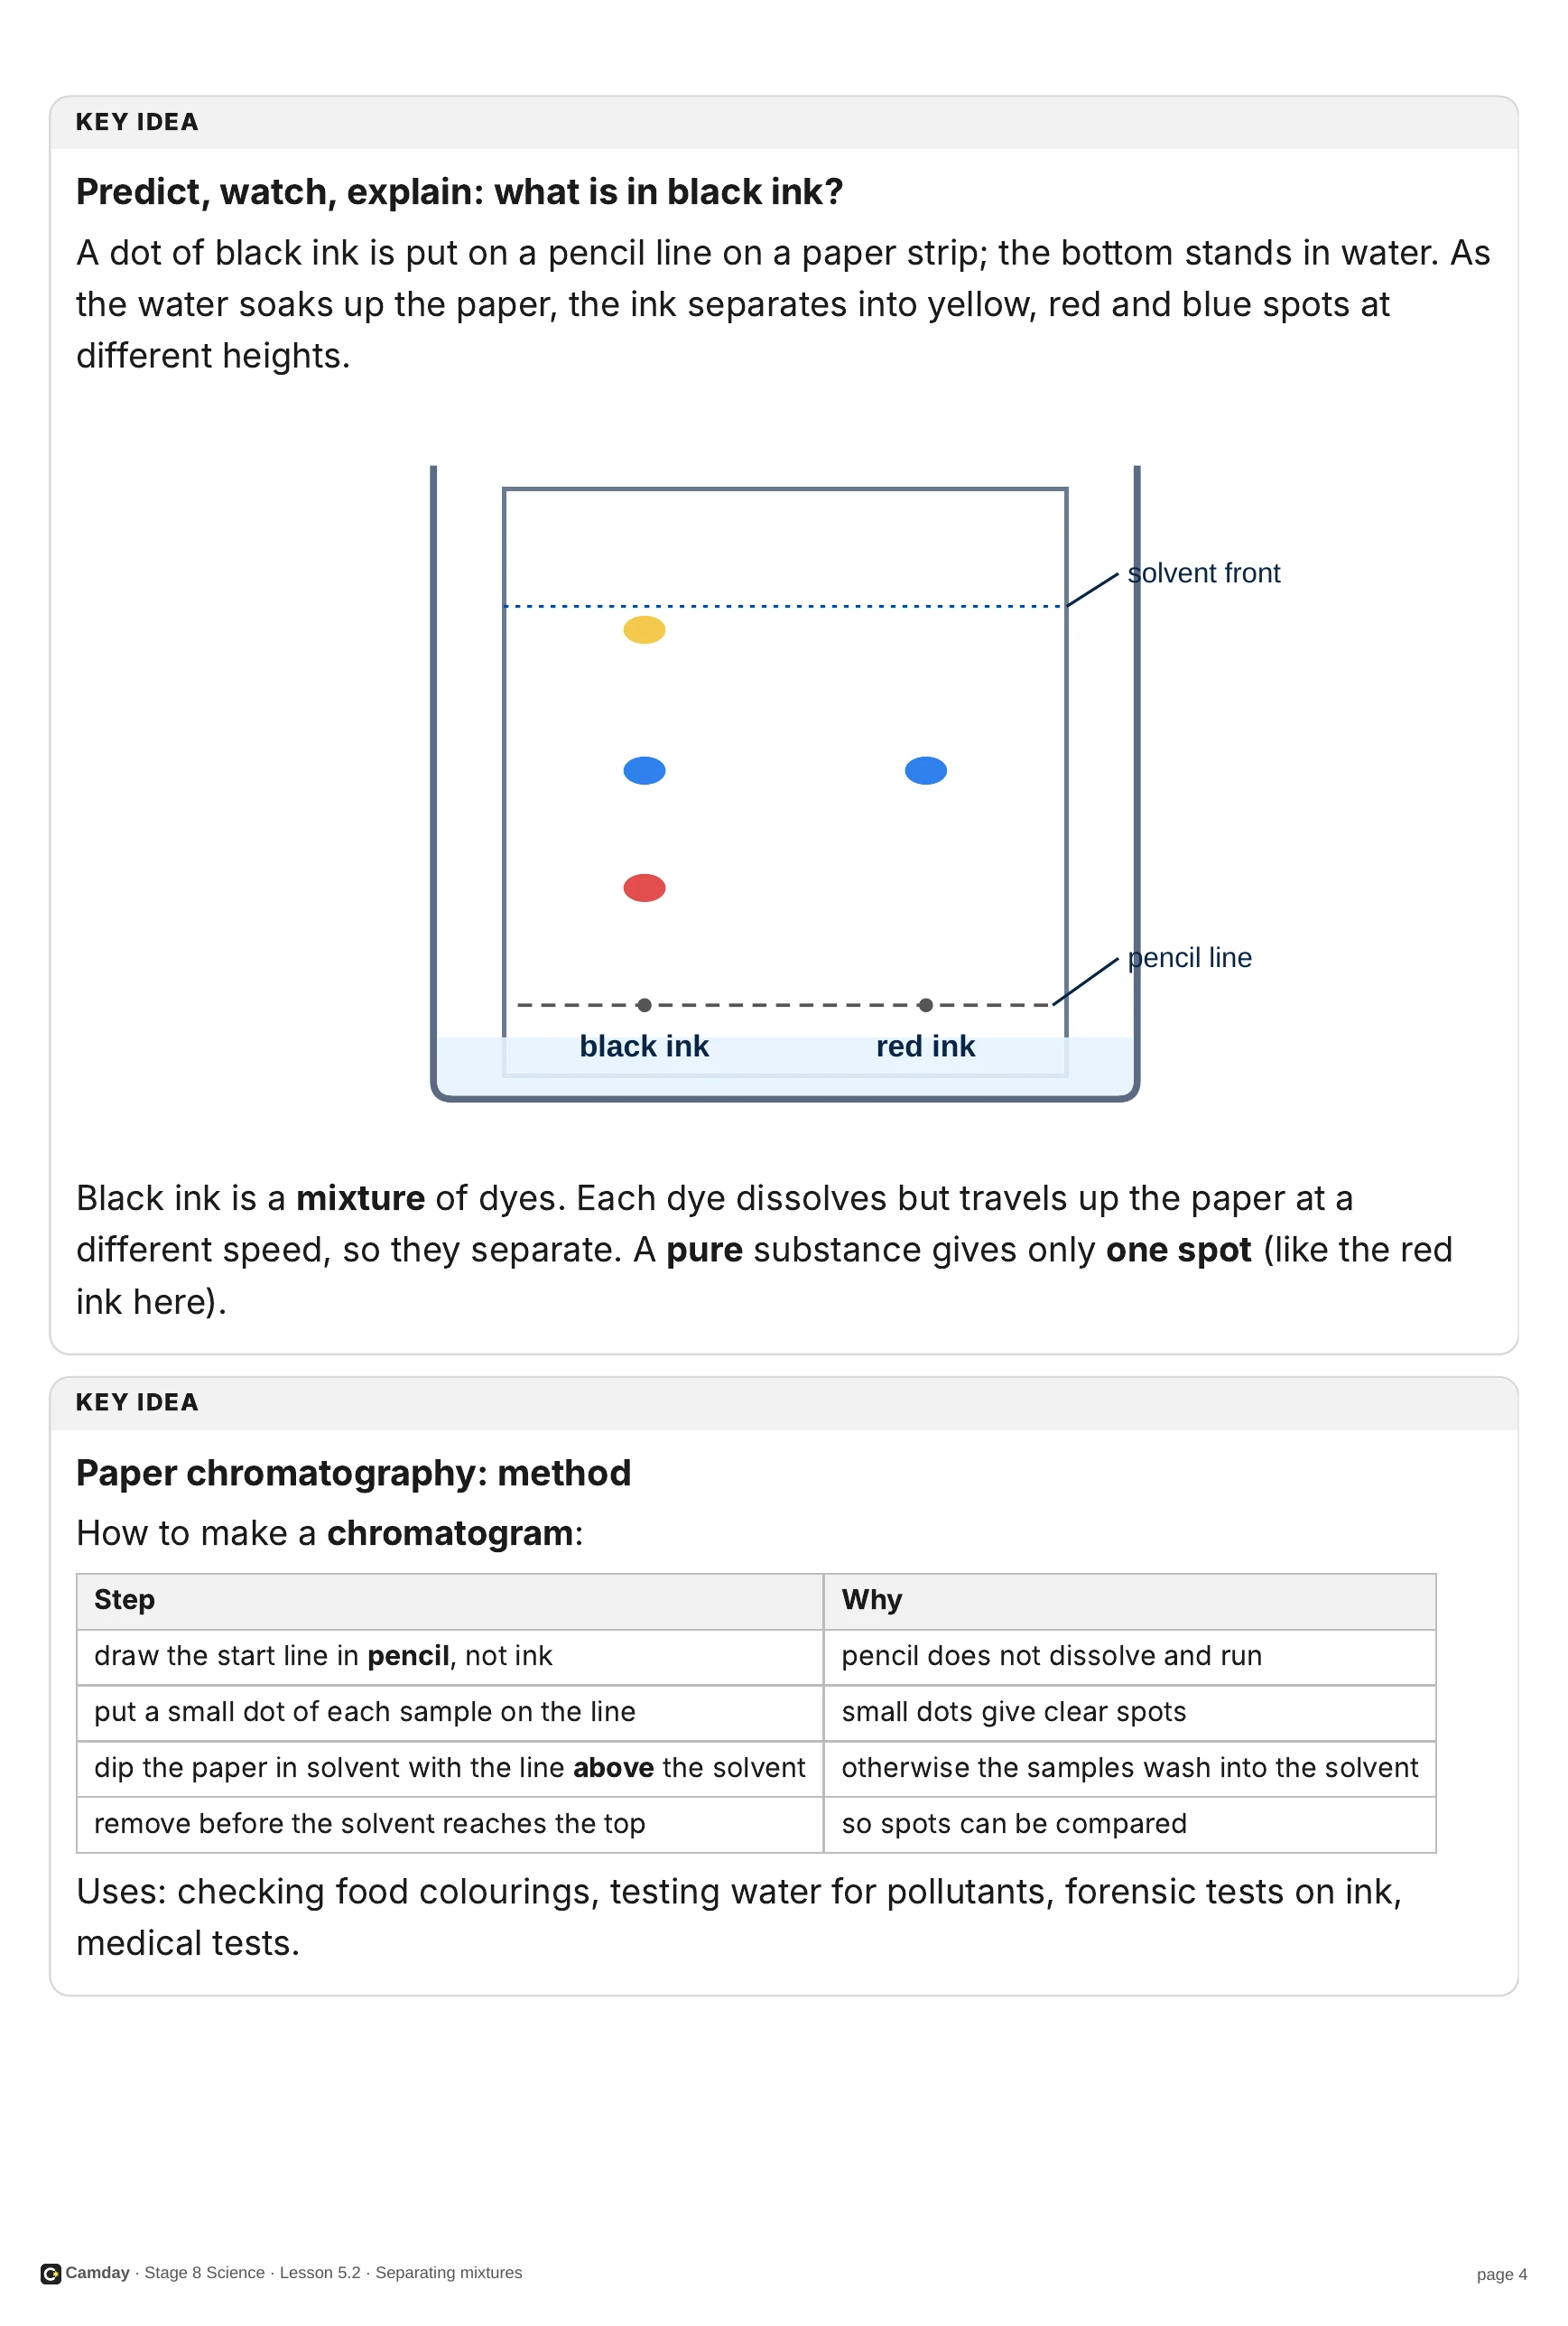 KEY IDEA
Predict, watch, explain: what is in black ink?
A dot of black ink is put on a pencil line on a paper strip; the bottom stands in water. As
the water soaks up the paper, the ink separates into yellow, red and blue spots at
different heights.
solvent front
pencil line
black ink red ink
Black ink is a mixture of dyes. Each dye dissolves but travels up the paper at a
different speed, so they separate. A pure substance gives only one spot (like the red
ink here).
KEY IDEA
Paper chromatography: method
How to make a chromatogram:
Step Why
draw the start line in pencil, not ink pencil does not dissolve and run
put a small dot of each sample on the line small dots give clear spots
dip the paper in solvent with the line above the solvent otherwise the samples wash into the solvent
remove before the solvent reaches the top so spots can be compared
Uses: checking food colourings, testing water for pollutants, forensic tests on ink,
medical tests.
Camday · Stage 8 Science · Lesson 5.2 · Separating mixtures page 4